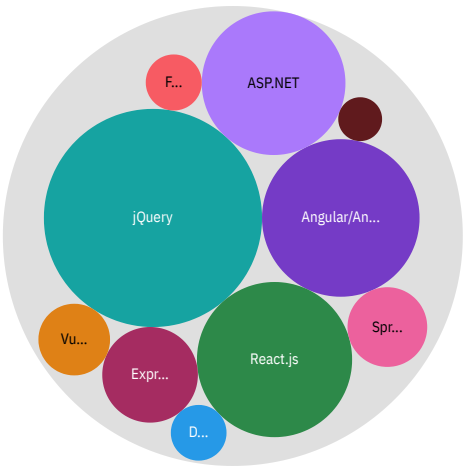 F...
ASP.NET
jQuery
Angular/An...
Vu...
Spr...
React.js
Expr...
D...